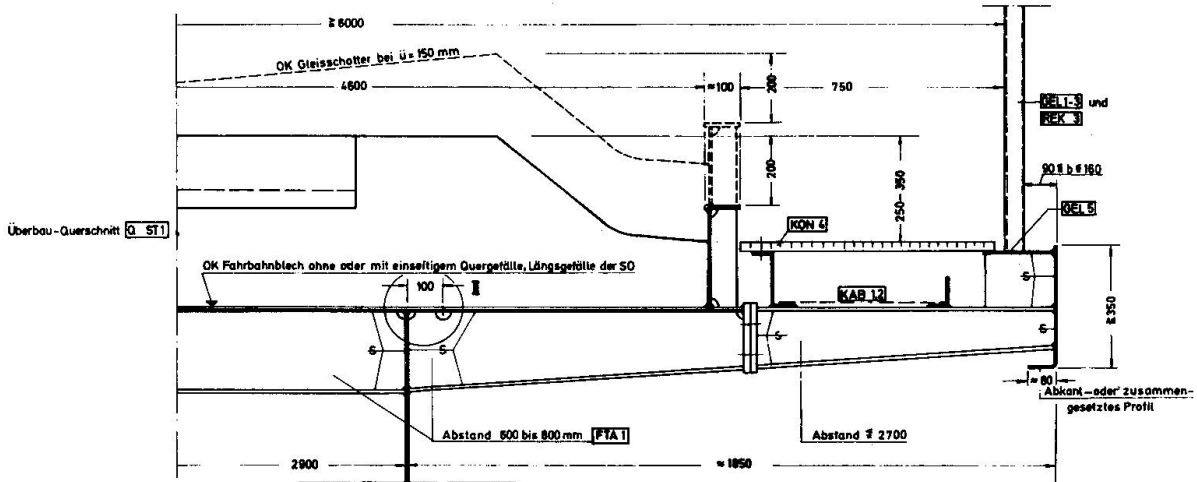 ≧6000
OK Gleisschotter bei ü = 150 mm
4600
≈100
200
750
GEL 1-3 und
REK 3
200
250-350
90 ≦ b ≦ 160
Überbau-Querschnitt Q ST 1
KON 4
GEL 5
OK Fahrbahnblech ohne oder mit einseitigem Quergefälle, Längsgefälle der SO
100
II
KAB 1,2
S
S
S
S
S
≧350
≈80
Abkant-oder zusammen-
gesetztes Profil
Abstand 600 bis 800 mm FTA 1
Abstand ≦ 2700
2900
≈1850